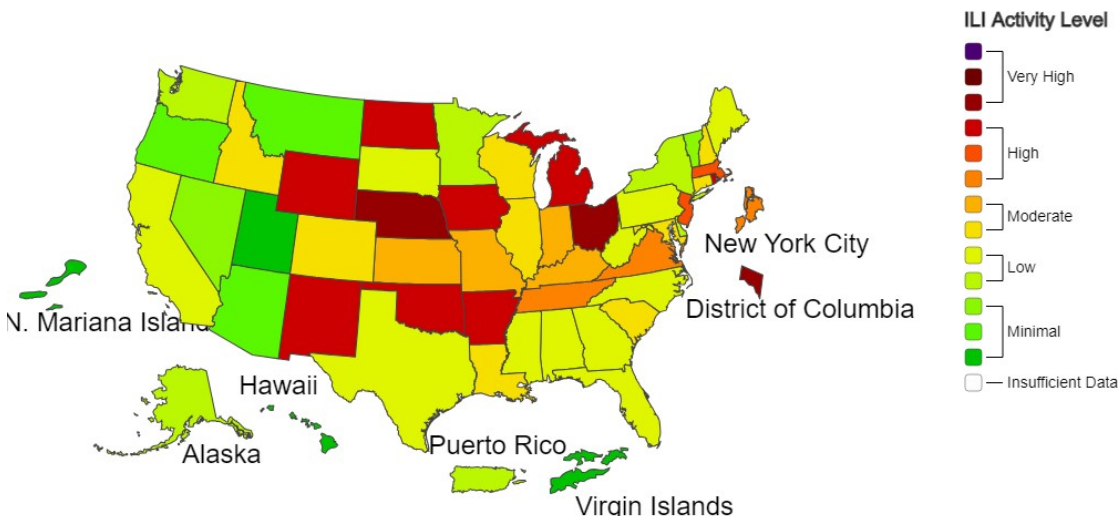 ILI Activity Level
Very High
High
Moderate
Low
Minimal
Insufficient Data
New York City
District of Columbia
N. Mariana Island
Hawaii
Alaska
Puerto Rico
Virgin Islands